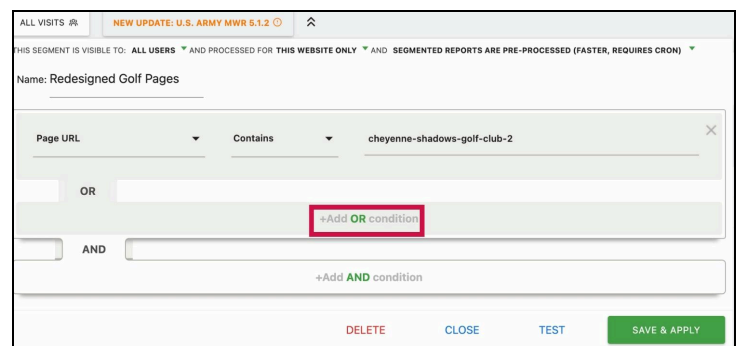 ALL VISITS NEW UPDATE: U.S. ARMY MWR 5.1.2
THIS SEGMENT IS VISIBLE TO: ALL USERS AND PROCESSED FOR THIS WEBSITE ONLY AND SEGMENTED REPORTS ARE PRE-PROCESSED (FASTER, REQUIRES CRON)
Name: Redesigned Golf Pages
Page URL Contains cheyenne-shadows-golf-club-2
OR
+Add OR condition
AND
+Add AND condition
DELETE CLOSE TEST SAVE & APPLY